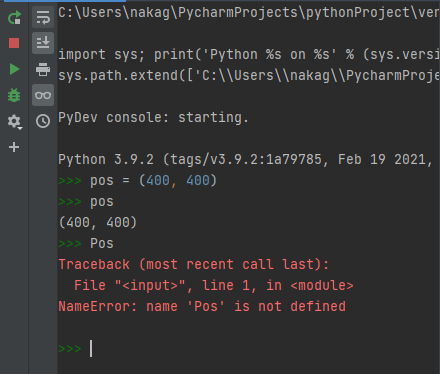 C:\Users\nakag\PycharmProjects\pythonProject\ve
import sys; print('Python %s on %s' % (sys.versi
sys.path.extend(['C:\\Users\\nakag\\PycharmProje
PyDev console: starting.
Python 3.9.2 (tags/v3.9.2:1a79785, Feb 19 2021,
>>> pos = (400, 400)
>>> pos
(400, 400)
>>> Pos
Traceback (most recent call last):
  File "<input>", line 1, in <module>
NameError: name 'Pos' is not defined
>>>